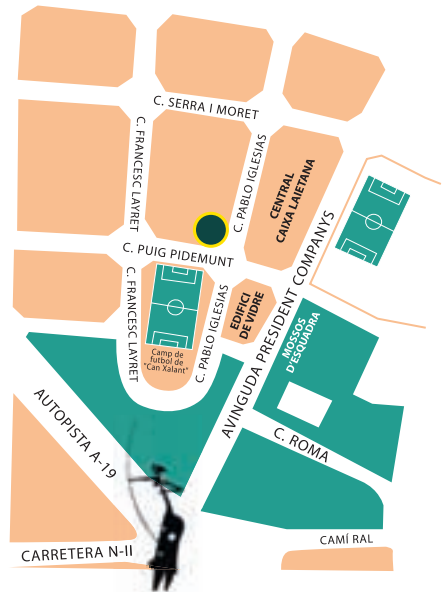 C. SERRA I MORET
C. FRANCESC LAYRET
C. PABLO IGLESIAS
CENTRAL
CAIXA LAIETANA
C. PUIG PIDEMUNT
AVINGUDA PRESIDENT COMPANYS
C. FRANCESC LAYRET
Camp de
futbol de
"Can Xalant"
C. PABLO IGLESIAS
EDIFICI
DE VIDRE
MOSSOS
D'ESQUADRA
AUTOPISTA A-19
C. ROMA
CARRETERA N-II
CAMÍ RAL